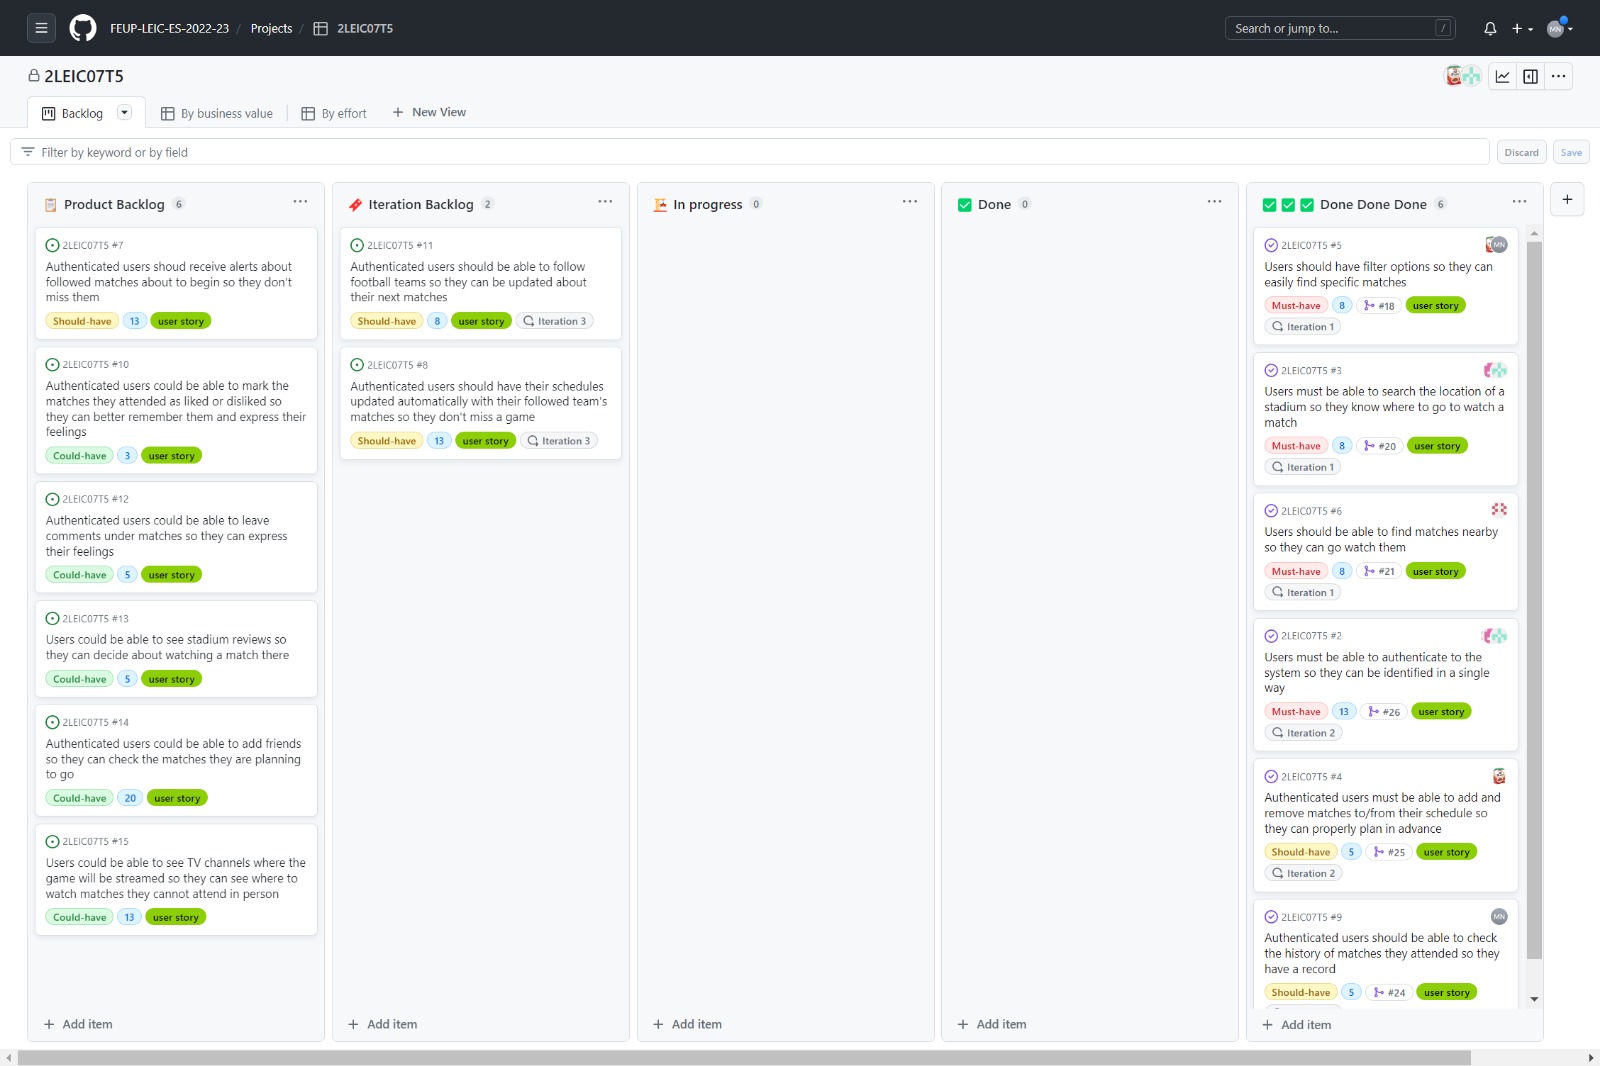 FEUP-LEIC-ES-2022-23 / Projects / 2LEIC07T5
Search or jump to... /
MN
2LEIC07T5
Backlog
By business value
By effort
New View
Filter by keyword or by field
Discard
Save
Product Backlog 6
2LEIC07T5 #7
Authenticated users shoud receive alerts about
followed matches about to begin so they don't
miss them
Should-have 13 user story
2LEIC07T5 #10
Authenticated users could be able to mark the
matches they attended as liked or disliked so
they can better remember them and express their
feelings
Could-have 3 user story
2LEIC07T5 #12
Authenticated users could be able to leave
comments under matches so they can express
their feelings
Could-have 5 user story
2LEIC07T5 #13
Users could be able to see stadium reviews so
they can decide about watching a match there
Could-have 5 user story
2LEIC07T5 #14
Authenticated users could be able to add friends
so they can check the matches they are planning
to go
Could-have 20 user story
2LEIC07T5 #15
Users could be able to see TV channels where the
game will be streamed so they can see where to
watch matches they cannot attend in person
Could-have 13 user story
Add item
Iteration Backlog 2
2LEIC07T5 #11
Authenticated users should be able to follow
football teams so they can be updated about
their next matches
Should-have 8 user story Iteration 3
2LEIC07T5 #8
Authenticated users should have their schedules
updated automatically with their followed team's
matches so they don't miss a game
Should-have 13 user story Iteration 3
Add item
In progress 0
Add item
Done 0
Add item
Done Done Done 6
2LEIC07T5 #5
MN
Users should have filter options so they can
easily find specific matches
Must-have 8 #18 user story
Iteration 1
2LEIC07T5 #3
Users must be able to search the location of a
stadium so they know where to go to watch a
match
Must-have 8 #20 user story
Iteration 1
2LEIC07T5 #6
Users should be able to find matches nearby
so they can go watch them
Must-have 8 #21 user story
Iteration 1
2LEIC07T5 #2
Users must be able to authenticate to the
system so they can be identified in a single
way
Must-have 13 #26 user story
Iteration 2
2LEIC07T5 #4
Authenticated users must be able to add and
remove matches to/from their schedule so
they can properly plan in advance
Should-have 5 #25 user story
Iteration 2
2LEIC07T5 #9
MN
Authenticated users should be able to check
the history of matches they attended so they
have a record
Should-have 5 #24 user story
Add item